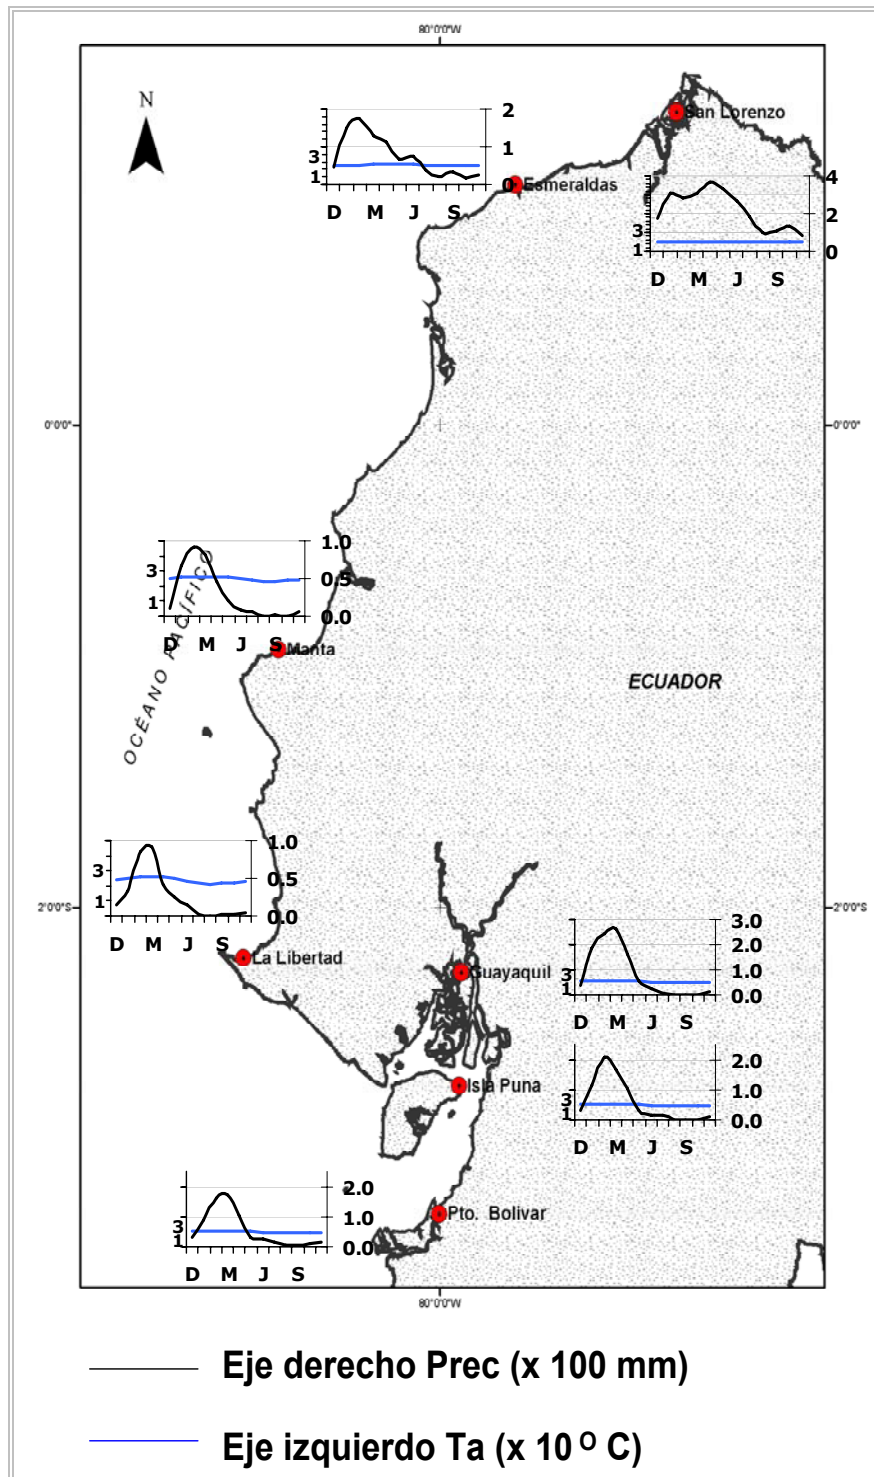 80°0'0"W
N
San Lorenzo
2
1
0
3
1
D M J S
Esmeraldas
4
2
0
3
1
D M J S
0°0'0"
0°0'0"
1.0
0.5
0.0
3
1
D M J S
Manta
OCÉANO PACÍFICO
ECUADOR
1.0
0.5
0.0
3
1
D M J S
2°0'0"S
2°0'0"S
La Libertad
Guayaquil
3.0
2.0
1.0
0.0
3
1
D M J S
Isla Puna
2.0
1.0
0.0
3
1
D M J S
2.0
1.0
0.0
3
1
D M J S
Pto. Bolivar
80°0'0"W
Eje derecho Prec (x 100 mm)
Eje izquierdo Ta (x 10 º C)